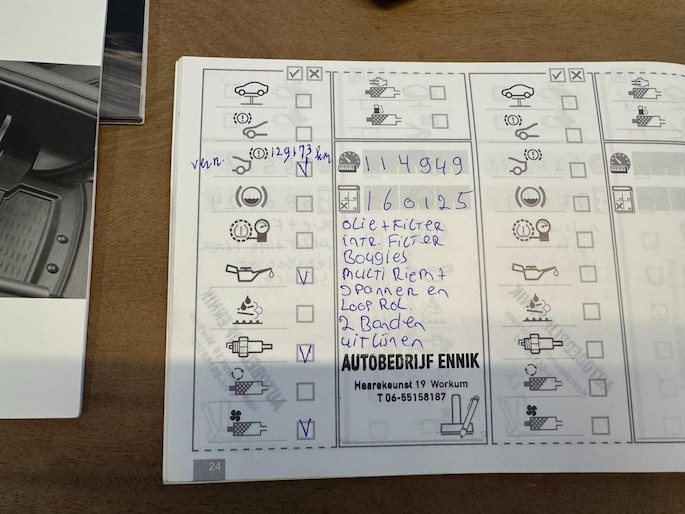 129173 km
vern.
114949
160125
olie + Filter
intr. Filter
Bougies
multi Riem +
Spanner en
Loop Rol.
2 Banden
uitlijnen
AUTOBEDRIJF ENNIK
Haarekeunst 19 Workum
T 06-55158187
24